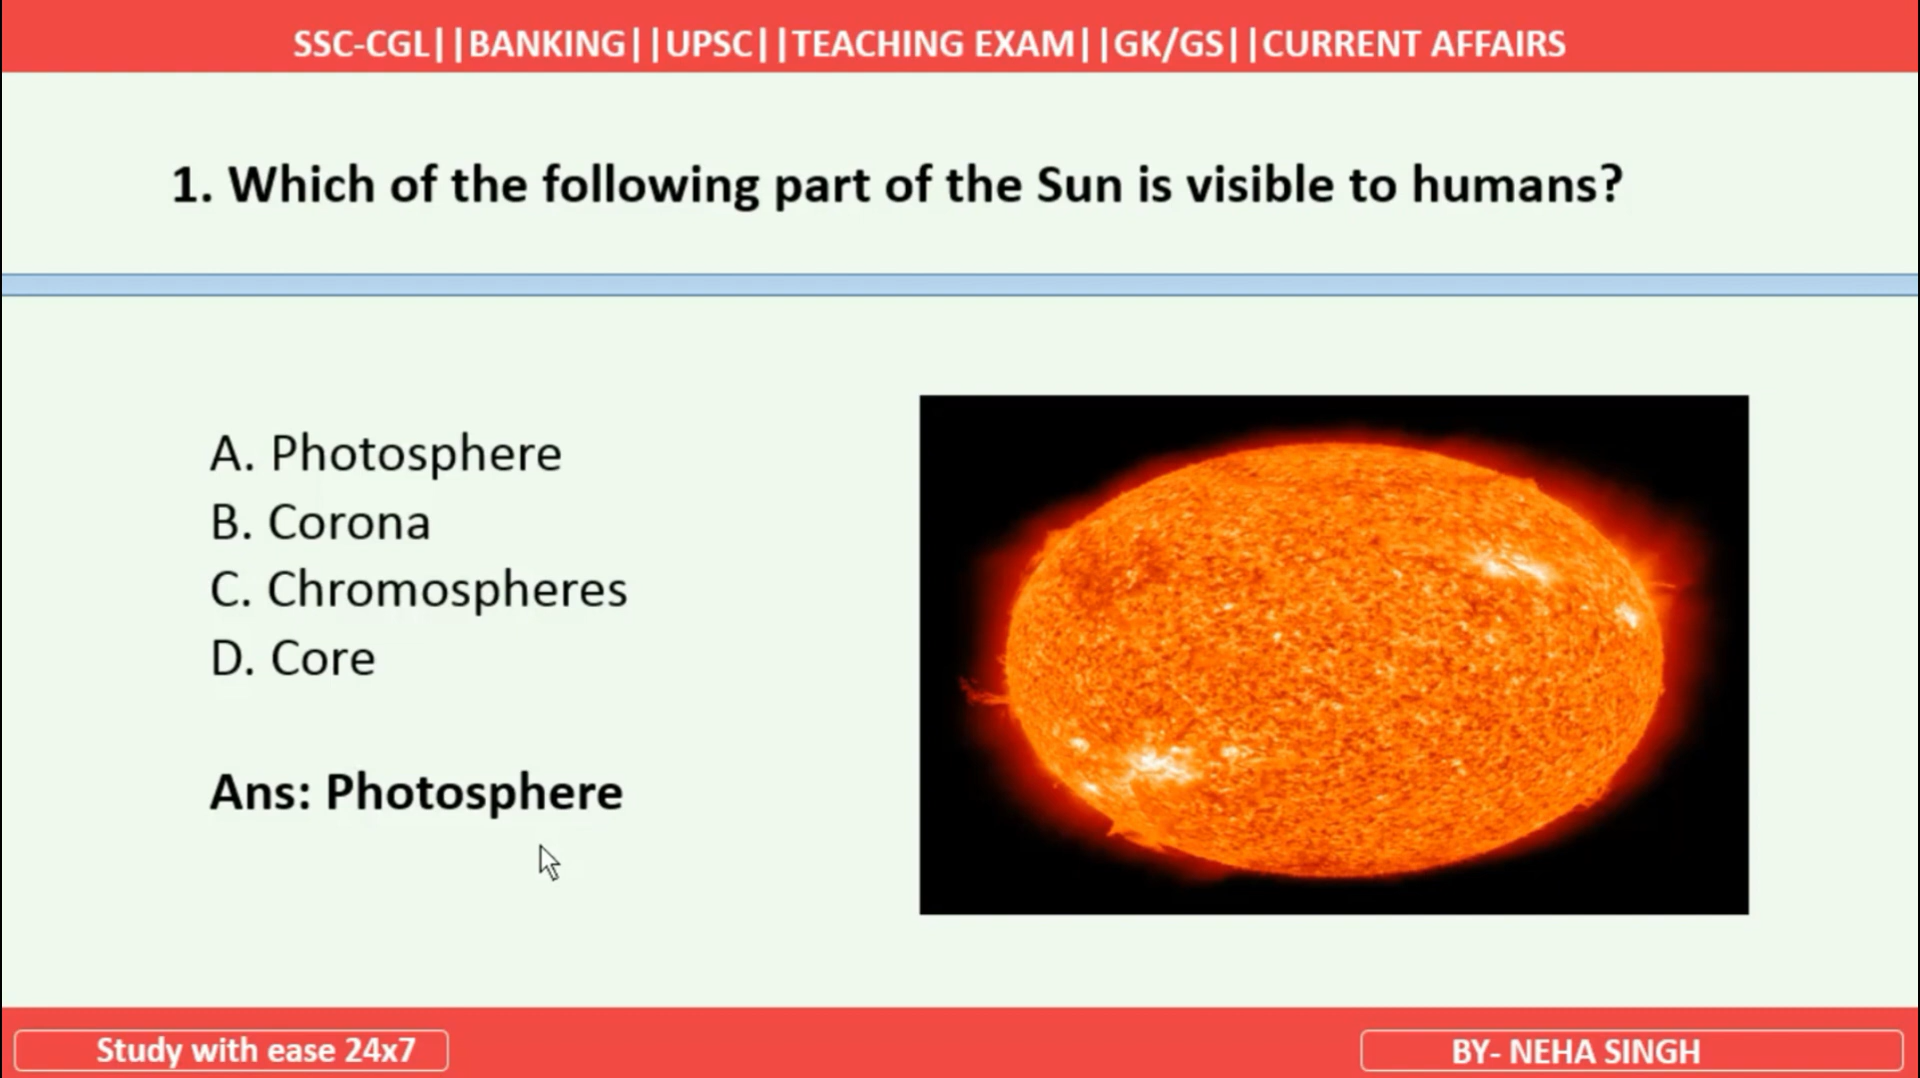 SSC-CGL||BANKING||UPSC||TEACHING EXAM||GK/GS||CURRENT AFFAIRS
1. Which of the following part of the Sun is visible to humans?
A. Photosphere
B. Corona
C. Chromospheres
D. Core
Ans: Photosphere
Study with ease 24x7
BY- NEHA SINGH